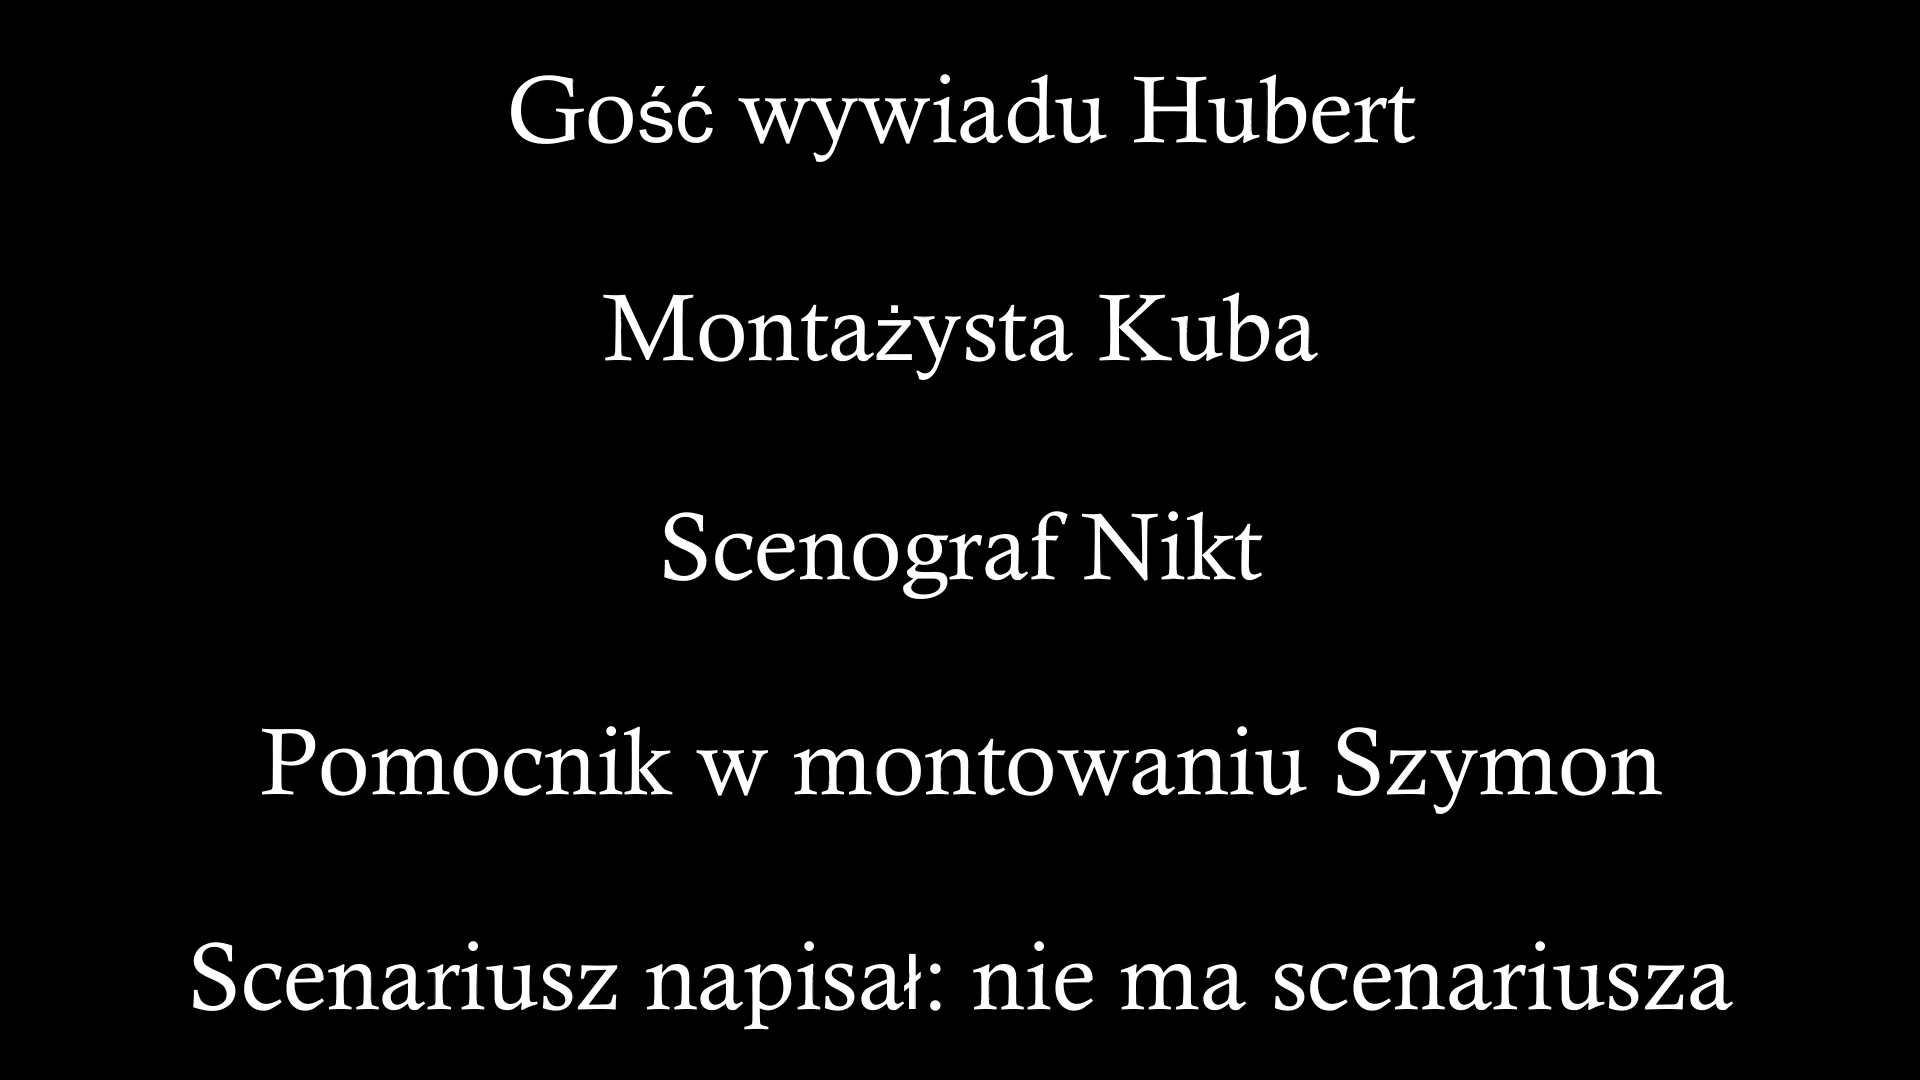 Gość wywiadu Hubert
Montażysta Kuba
Scenograf Nikt
Pomocnik w montowaniu Szymon
Scenariusz napisał: nie ma scenariusza